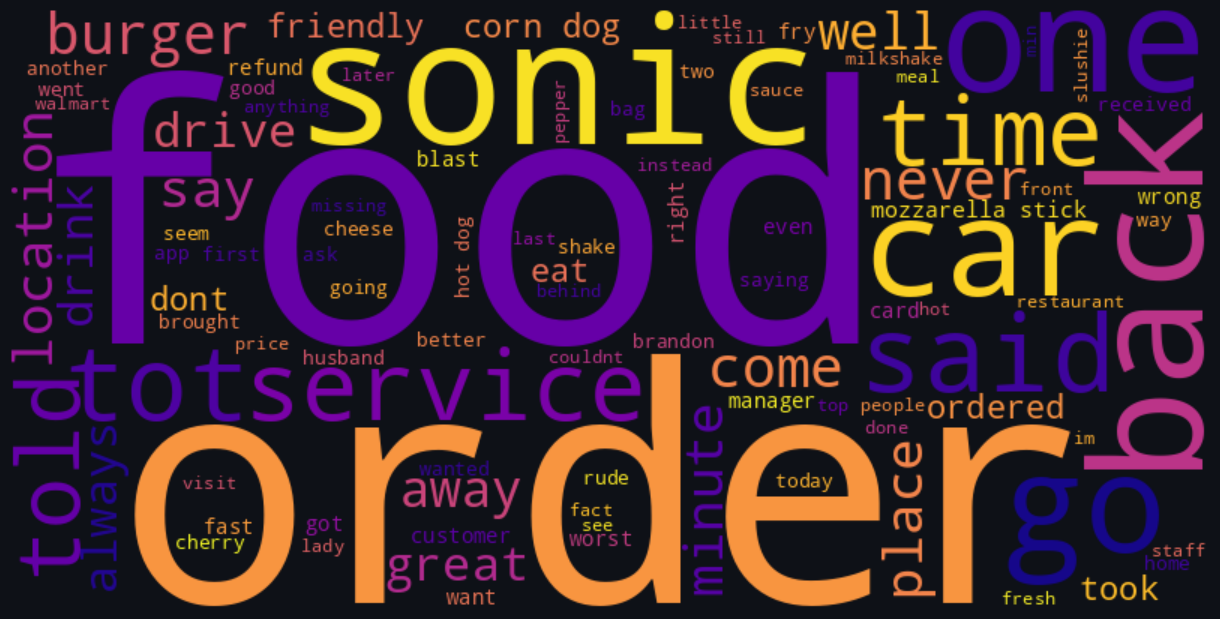 burger
friendly
corn dog
little
still
fry
well
one
min
slushie
another
went
walmart
refund
good
anything
later
sonic
two
sauce
milkshake
meal
received
drive
pepper
bag
time
back
blast
instead
never
front
wrong
way
say
food
location
drink
missing
cheese
right
mozzarella stick
car
seem
app
first
ask
hot dog
last
shake
even
eat
behind
saying
going
dont
brought
card
hot
restaurant
price
husband
better
couldnt
brandon
said
told
tot
service
come
manager
top
people
ordered
done
im
always
order
minute
place
go
wanted
away
rude
today
visit
fact
see
worst
fast
cherry
got
lady
customer
great
want
staff
home
took
fresh